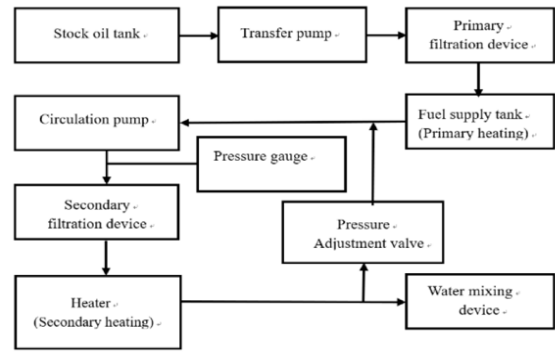 Stock oil tank
Transfer pump
Primary
filtration device
Circulation pump
Fuel supply tank
(Primary heating)
Pressure gauge
Secondary
filtration device
Pressure
Adjustment valve
Heater
(Secondary heating)
Water mixing
device